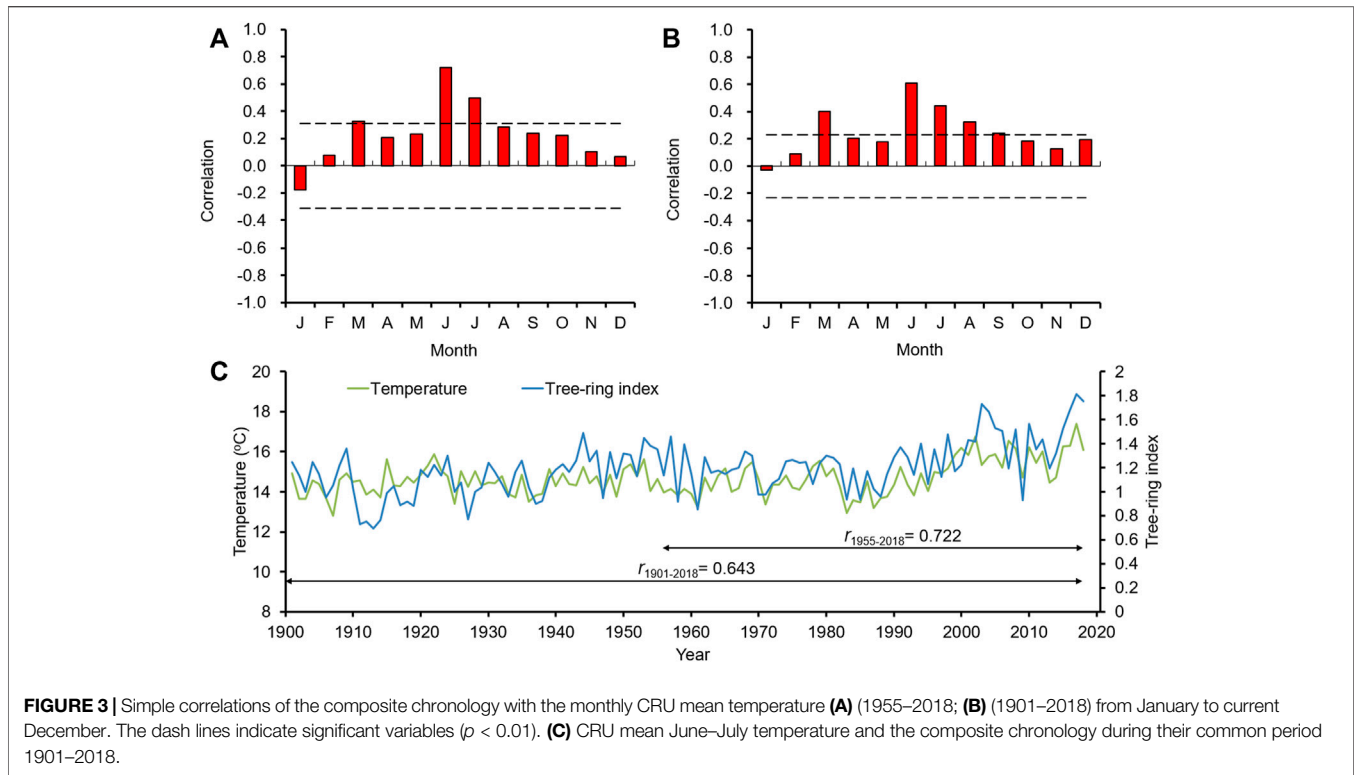 A
1.0
0.8
0.6
0.4
0.2
0.0
-0.2
-0.4
-0.6
-0.8
-1.0
Correlation
J F M A M J J A S O N D
Month
B
1.0
0.8
0.6
0.4
0.2
0.0
-0.2
-0.4
-0.6
-0.8
-1.0
Correlation
J F M A M J J A S O N D
Month
C
Temperature Tree-ring index
20
18
16
14
12
10
8
Temperature (°C)
2
1.8
1.6
1.4
1.2
1
0.8
0.6
0.4
0.2
0
Tree-ring index
r1955-2018= 0.722
r1901-2018= 0.643
1900 1910 1920 1930 1940 1950 1960 1970 1980 1990 2000 2010 2020
Year
FIGURE 3 | Simple correlations of the composite chronology with the monthly CRU mean temperature (A) (1955–2018; (B) (1901–2018) from January to current
December. The dash lines indicate significant variables (p < 0.01). (C) CRU mean June–July temperature and the composite chronology during their common period
1901–2018.